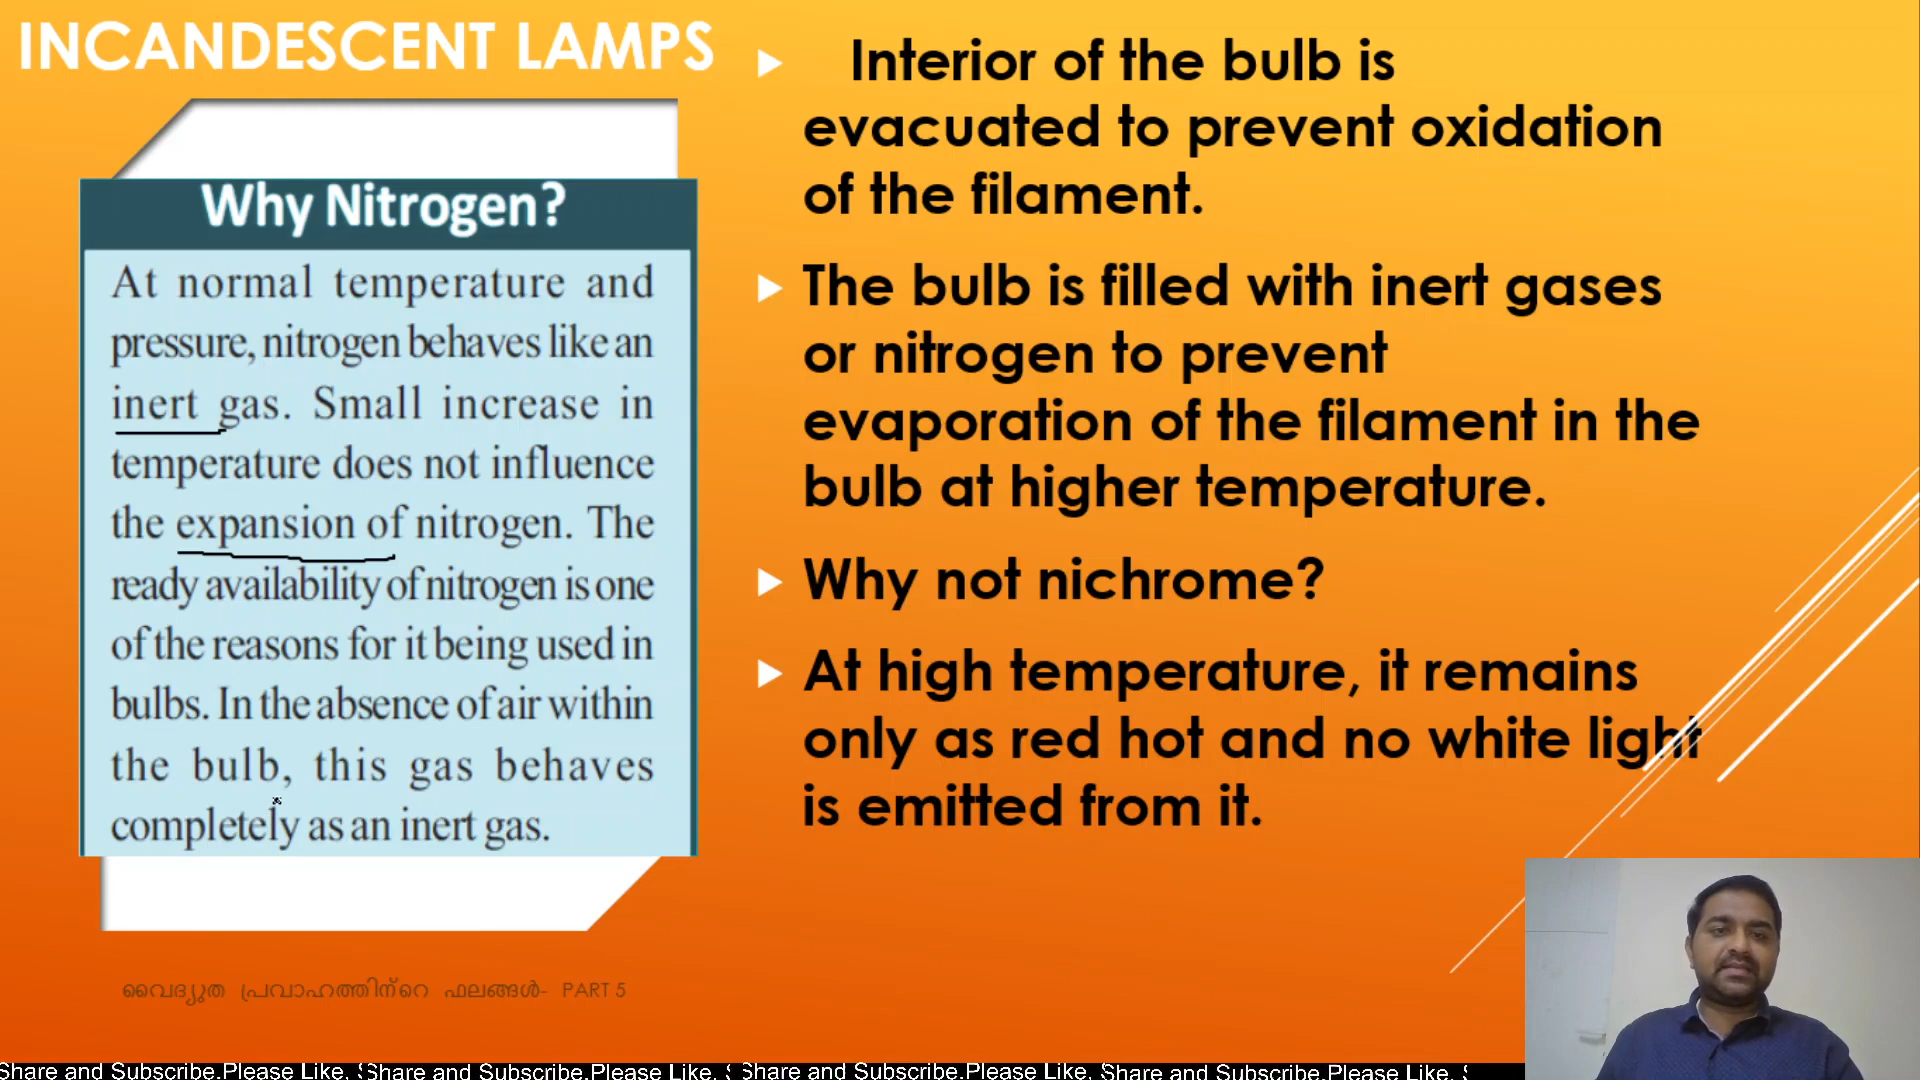 INCANDESCENT LAMPS
Why Nitrogen?
At normal temperature and
pressure, nitrogen behaves like an
inert gas. Small increase in
temperature does not influence
the expansion of nitrogen. The
ready availability of nitrogen is one
of the reasons for it being used in
bulbs. In the absence of air within
the bulb, this gas behaves
completely as an inert gas.
Interior of the bulb is
evacuated to prevent oxidation
of the filament.
The bulb is filled with inert gases
or nitrogen to prevent
evaporation of the filament in the
bulb at higher temperature.
Why not nichrome?
At high temperature, it remains
only as red hot and no white light
is emitted from it.
വൈദ്യുത പ്രവാഹത്തിന്റെ ഫലങ്ങൾ- PART 5
Share and Subscribe.Please Like, Share and Subscribe.Please Like, Share and Subscribe.Please Like, Share and Subscribe.Please Like,